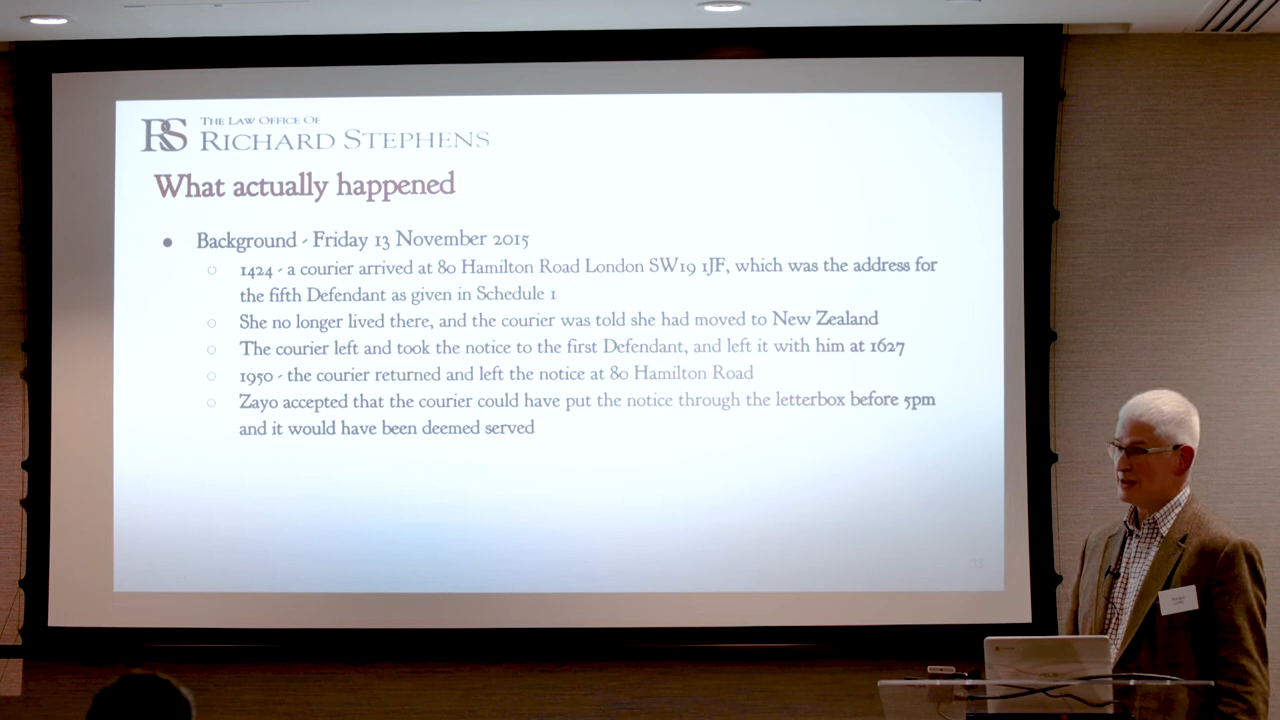 RS THE LAW OFFICE OF
RICHARD STEPHENS
What actually happened
● Background - Friday 13 November 2015
○ 1424 - a courier arrived at 80 Hamilton Road London SW19 1JF, which was the address for
the fifth Defendant as given in Schedule 1
○ She no longer lived there, and the courier was told she had moved to New Zealand
○ The courier left and took the notice to the first Defendant, and left it with him at 1627
○ 1950 - the courier returned and left the notice at 80 Hamilton Road
○ Zayo accepted that the courier could have put the notice through the letterbox before 5pm
and it would have been deemed served